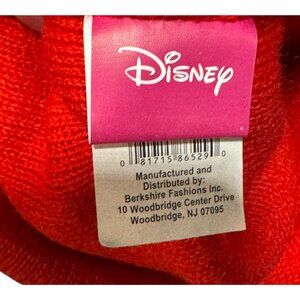 Disney
0 81715 86529 0
Manufactured and
Distributed by:
Berkshire Fashions Inc.
10 Woodbridge Center Drive
Woodbridge, NJ 07095